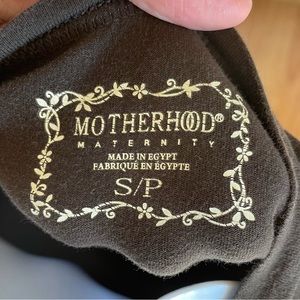 MOTHERHOOD®
MATERNITY
MADE IN EGYPT
FABRIQUÉ EN ÉGYPTE
S/P